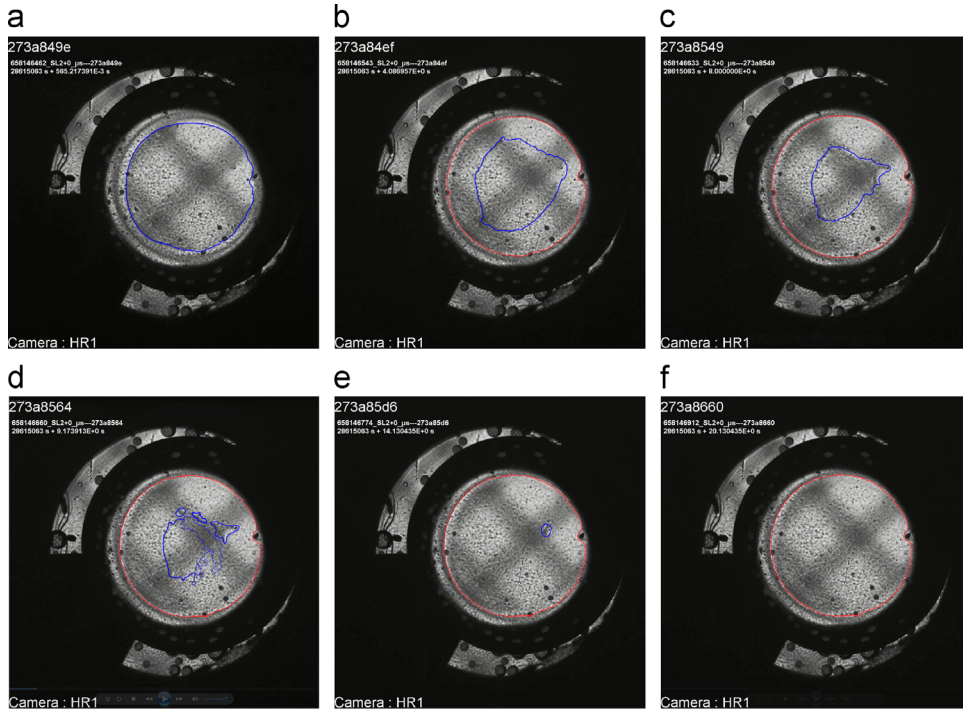 a
273a849e
658146462_SL2+0_µs---273a849e
28615063 s + 565.217391E-3 s
Camera : HR1
b
273a84ef
658146543_SL2+0_µs---273a84ef
28615063 s + 4.086957E+0 s
Camera : HR1
c
273a8549
658146633_SL2+0_µs---273a8549
28615063 s + 8.000000E+0 s
Camera : HR1
d
273a8564
658146660_SL2+0_µs---273a8564
28615063 s + 9.173913E+0 s
Camera : HR1
e
273a85d6
658146774_SL2+0_µs---273a85d6
28615063 s + 14.130435E+0 s
Camera : HR1
f
273a8660
658146912_SL2+0_µs---273a8660
28615063 s + 20.130435E+0 s
Camera : HR1